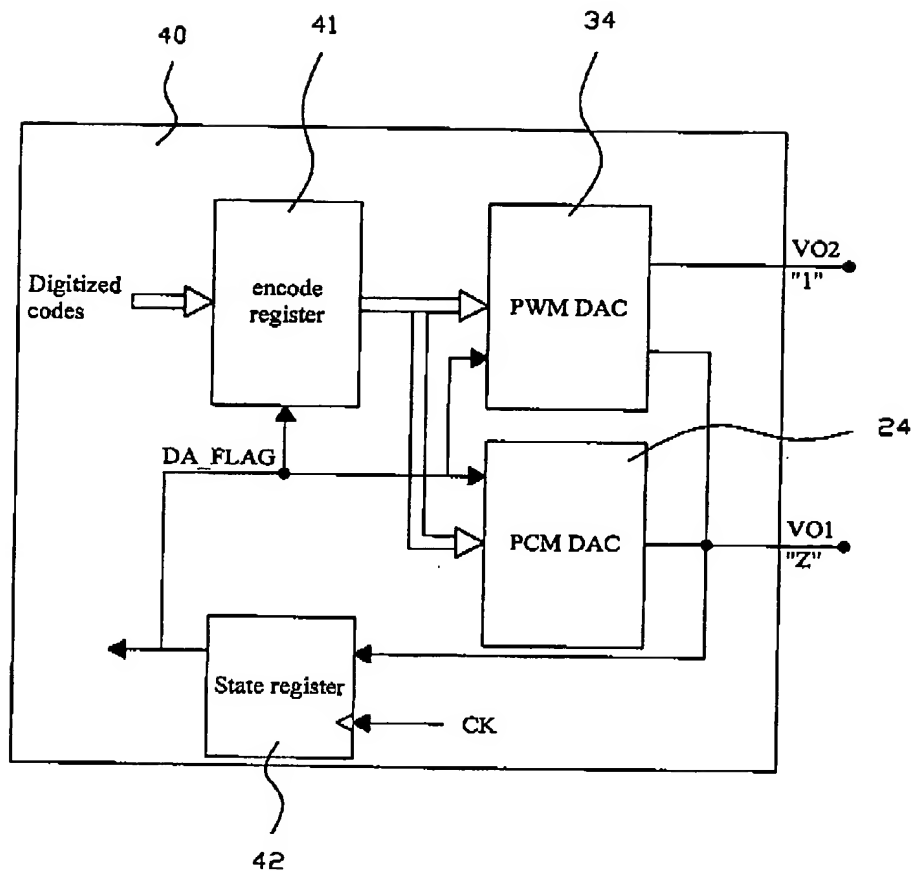 40
41
34
Digitized
codes
encode
register
PWM DAC
VO2
"1"
24
DA_FLAG
PCM DAC
VO1
"Z"
State register
CK
42